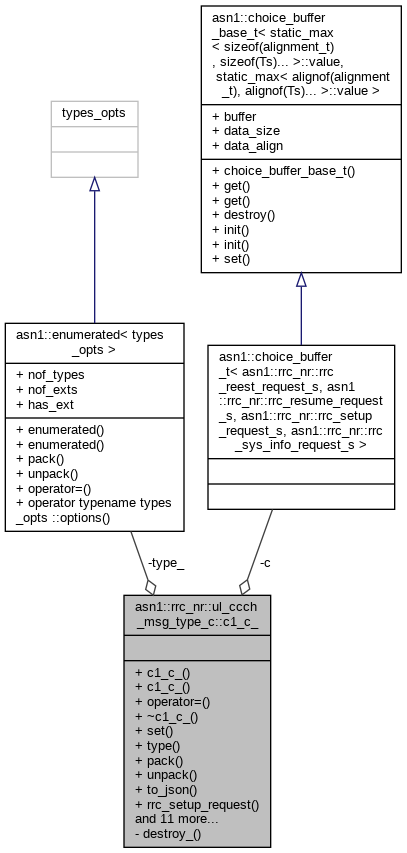 asn1::choice_buffer
_base_t< static_max
< sizeof(alignment_t)
, sizeof(Ts)... >::value,
static_max< alignof(alignment
_t), alignof(Ts)... >::value >
+ buffer
+ data_size
+ data_align
+ choice_buffer_base_t()
+ get()
+ get()
+ destroy()
+ init()
+ init()
+ set()
types_opts
asn1::enumerated< types
_opts >
+ nof_types
+ nof_exts
+ has_ext
+ enumerated()
+ enumerated()
+ pack()
+ unpack()
+ operator=()
+ operator typename types
_opts ::options()
asn1::choice_buffer
_t< asn1::rrc_nr::rrc
_reest_request_s, asn1
::rrc_nr::rrc_resume_request
_s, asn1::rrc_nr::rrc_setup
_request_s, asn1::rrc_nr::rrc
_sys_info_request_s >
-type_
-c
asn1::rrc_nr::ul_ccch
_msg_type_c::c1_c_
+ c1_c_()
+ c1_c_()
+ operator=()
+ ~c1_c_()
+ set()
+ type()
+ pack()
+ unpack()
+ to_json()
+ rrc_setup_request()
and 11 more...
- destroy_()